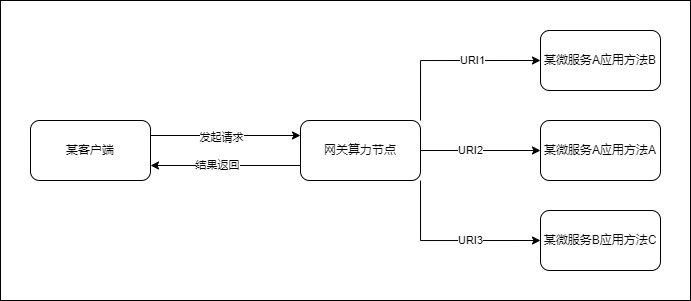 某客户端
发起请求
结果返回
网关算力节点
URI1
某微服务A应用方法B
URI2
某微服务A应用方法A
URI3
某微服务B应用方法C